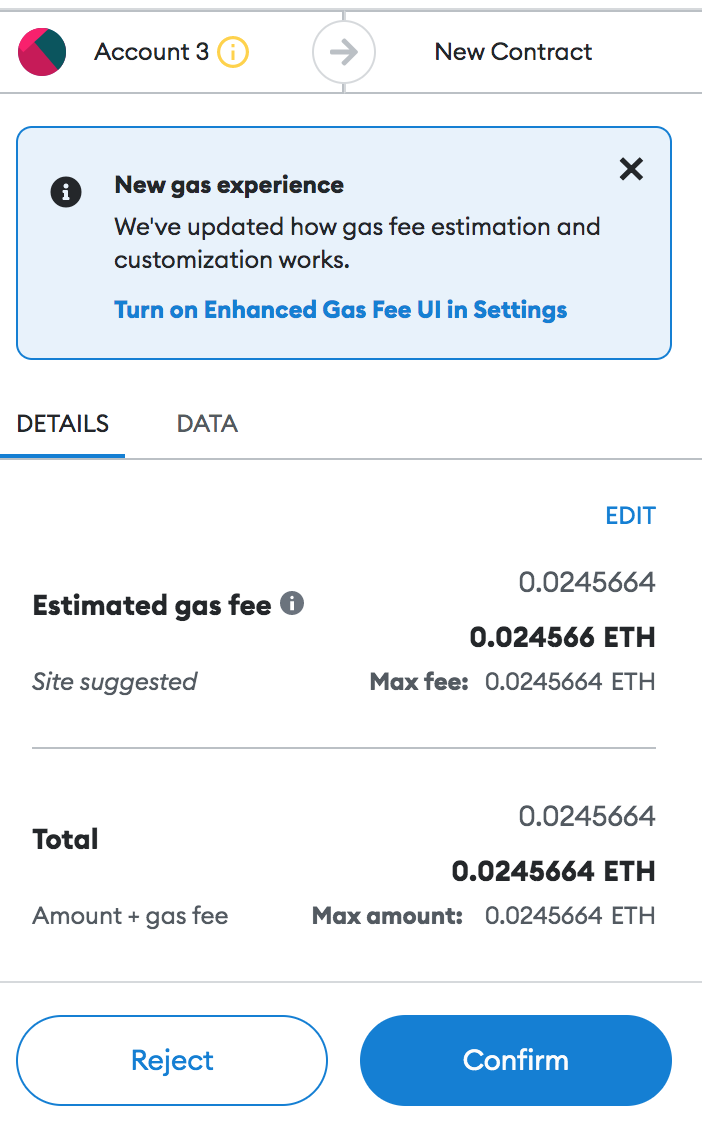 Account 3
New Contract
New gas experience
We've updated how gas fee estimation and
customization works.
Turn on Enhanced Gas Fee UI in Settings
DETAILS DATA
EDIT
0.0245664
Estimated gas fee
0.024566 ETH
Site suggested Max fee: 0.0245664 ETH
0.0245664
Total
0.0245664 ETH
Amount + gas fee Max amount: 0.0245664 ETH
Reject Confirm